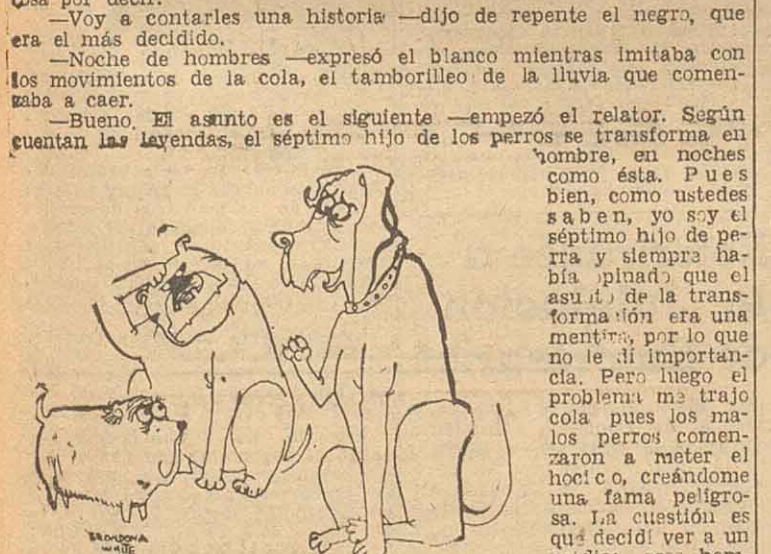 cosa por decir.
—Voy a contarles una historia —dijo de repente el negro, que
era el más decidido.
—Noche de hombres —expresó el blanco mientras imitaba con
los movimientos de la cola, el tamborilleo de la lluvia que comen-
zaba a caer.
—Bueno. El asunto es el siguiente —empezó el relator. Según
cuentan las leyendas, el séptimo hijo de los perros se transforma en
hombre, en noches
como ésta. Pues
bien, como ustedes
saben, yo soy el
séptimo hijo de pe-
rra y siempre ha-
bía opinado que el
asunto de la trans-
formación era una
mentira, por lo que
no le dí importan-
cia. Pero luego el
problema me trajo
cola pues los ma-
los perros comen-
zaron a meter el
hocico, creándome
una fama peligro-
sa. La cuestión es
que decidí ver a un
BRONDONA
WHITE